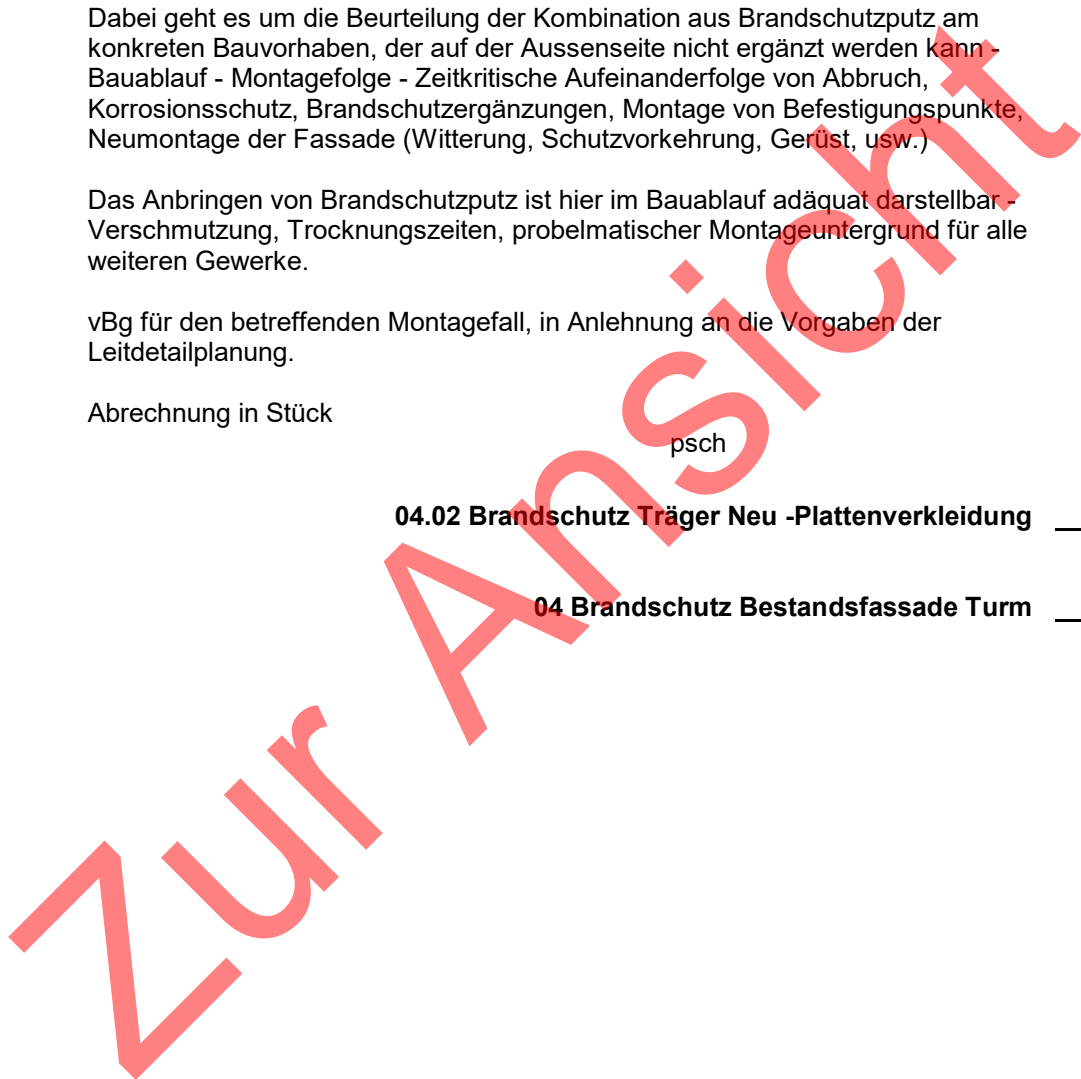 Dabei geht es um die Beurteilung der Kombination aus Brandschutzputz am
konkreten Bauvorhaben, der auf der Aussenseite nicht ergänzt werden kann -
Bauablauf - Montagefolge - Zeitkritische Aufeinanderfolge von Abbruch,
Korrosionsschutz, Brandschutzergänzungen, Montage von Befestigungspunkte,
Neumontage der Fassade (Witterung, Schutzvorkehrung, Gerüst, usw.)
Das Anbringen von Brandschutzputz ist hier im Bauablauf adäquat darstellbar -
Verschmutzung, Trocknungszeiten, probelmatischer Montageuntergrund für alle
weiteren Gewerke.
vBg für den betreffenden Montagefall, in Anlehnung an die Vorgaben der
Leitdetailplanung.
Abrechnung in Stück
psch
04.02 Brandschutz Träger Neu -Plattenverkleidung
04 Brandschutz Bestandsfassade Turm
Zur Ansicht